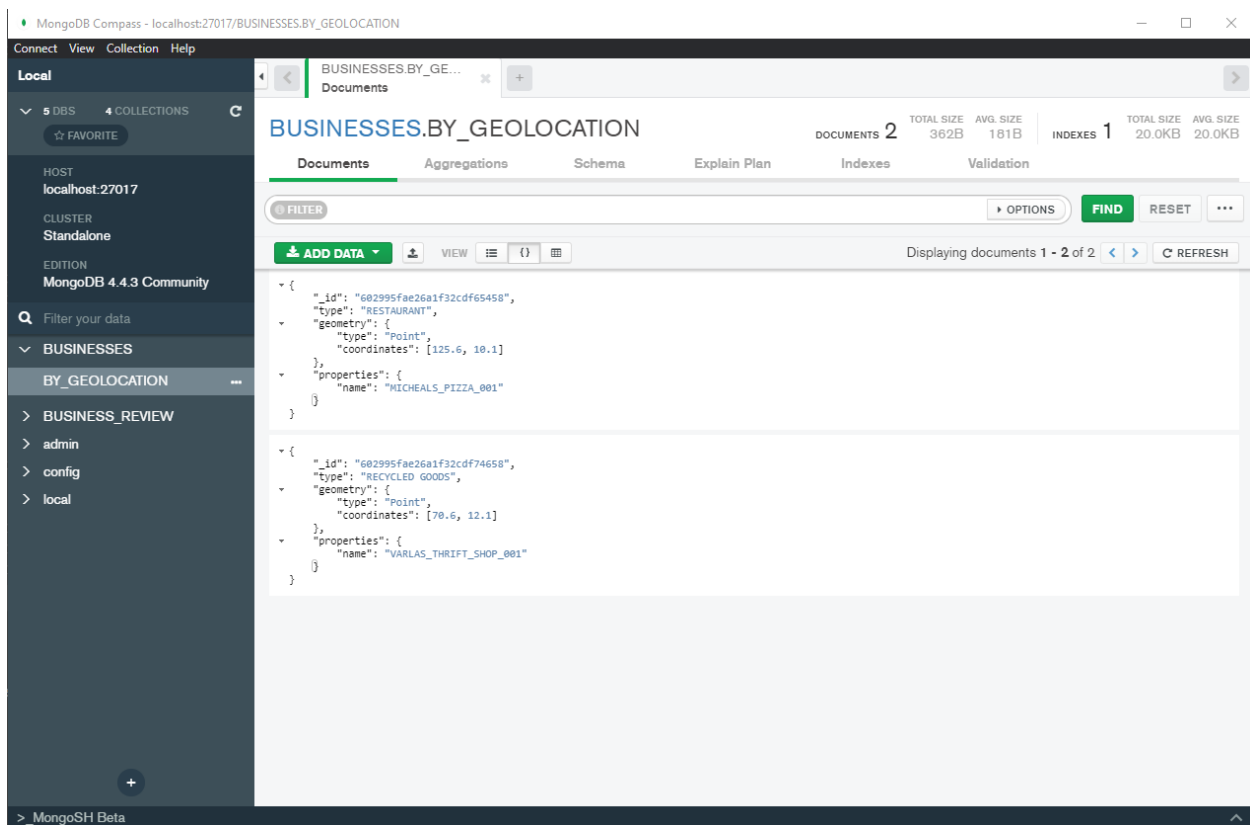 MongoDB Compass - localhost:27017/BUSINESSES.BY_GEOLOCATION
Connect View Collection Help
Local
5 DBS 4 COLLECTIONS
☆ FAVORITE
HOST
localhost:27017
CLUSTER
Standalone
EDITION
MongoDB 4.4.3 Community
Filter your data
BUSINESSES
BY_GEOLOCATION
BUSINESS_REVIEW
admin
config
local
>_MongoSH Beta
BUSINESSES.BY_GE...
Documents
BUSINESSES.BY_GEOLOCATION
DOCUMENTS 2 TOTAL SIZE 362B AVG. SIZE 181B INDEXES 1 TOTAL SIZE 20.0KB AVG. SIZE 20.0KB
Documents Aggregations Schema Explain Plan Indexes Validation
FILTER OPTIONS FIND RESET ...
ADD DATA VIEW {} Displaying documents 1 - 2 of 2 < > REFRESH
{
"_id": "602995fae26a1f32cdf65458",
"type": "RESTAURANT",
"geometry": {
"type": "Point",
"coordinates": [125.6, 10.1]
},
"properties": {
"name": "MICHEALS_PIZZA_001"
}
}
{
"_id": "602995fae26a1f32cdf74658",
"type": "RECYCLED GOODS",
"geometry": {
"type": "Point",
"coordinates": [70.6, 12.1]
},
"properties": {
"name": "VARLAS_THRIFT_SHOP_001"
}
}